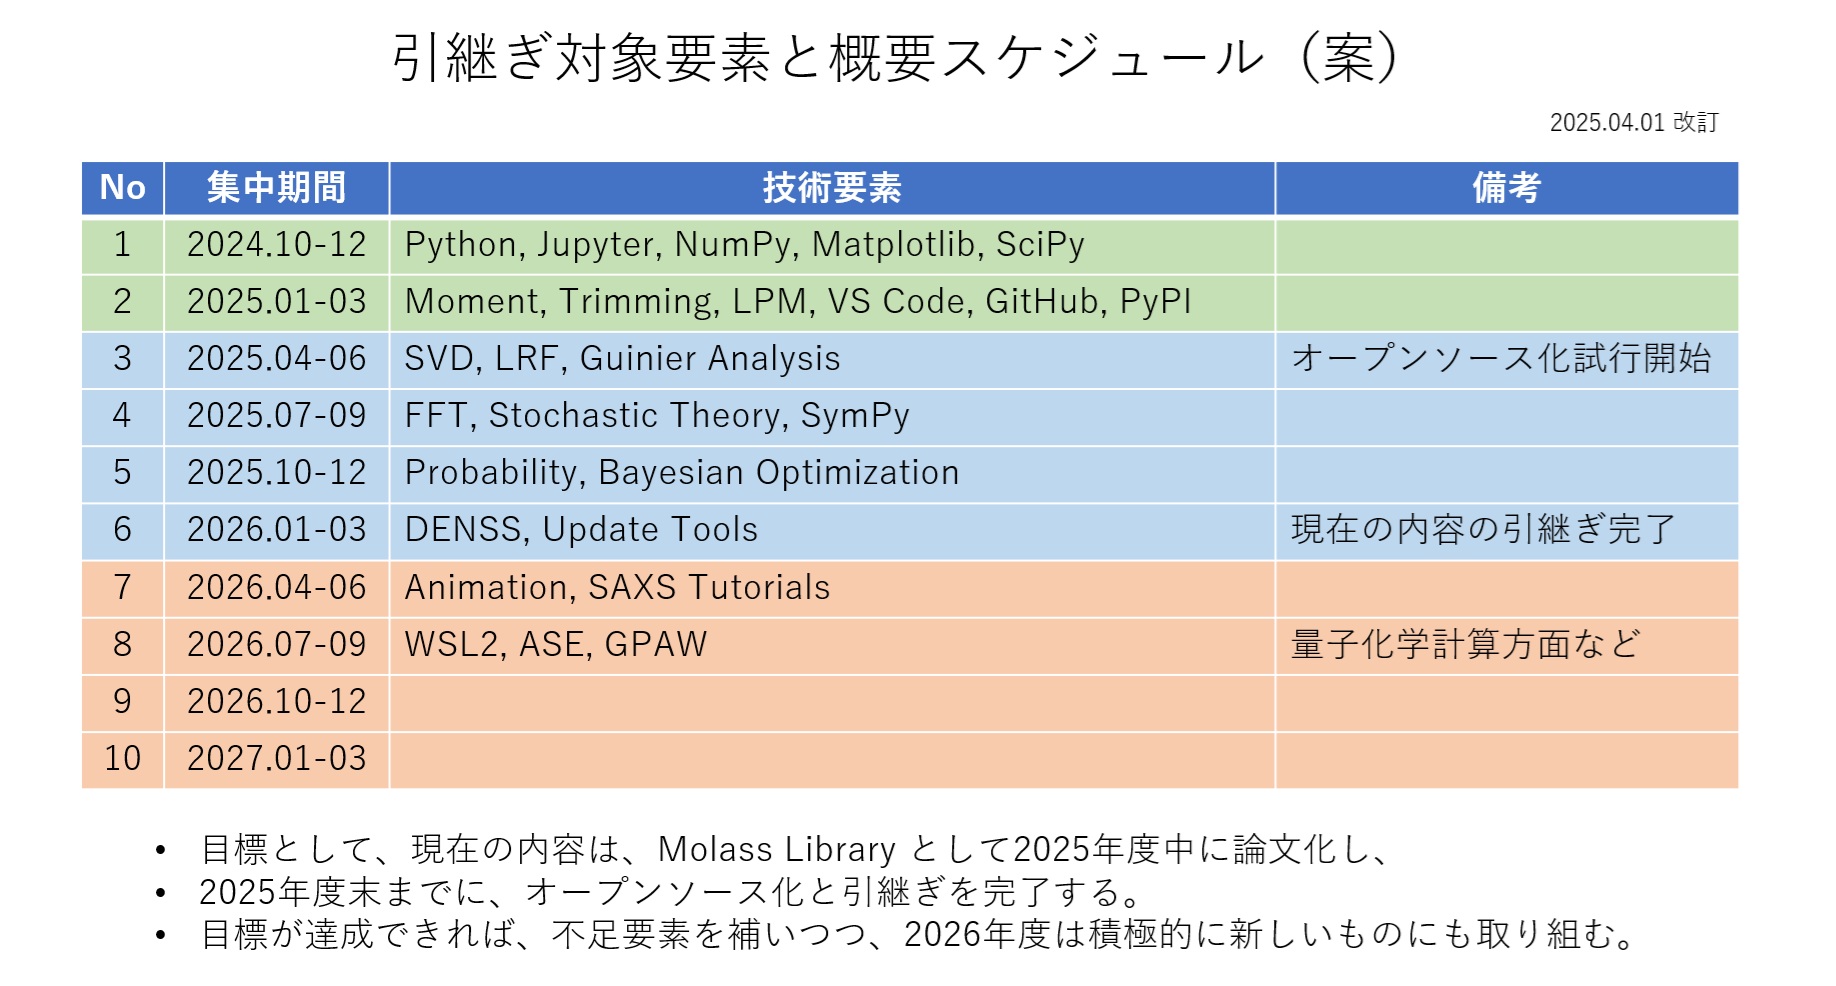 引継ぎ対象要素と概要スケジュール（案）
2025.04.01 改訂
No 集中期間 技術要素 備考
1 2024.10-12 Python, Jupyter, NumPy, Matplotlib, SciPy
2 2025.01-03 Moment, Trimming, LPM, VS Code, GitHub, PyPI
3 2025.04-06 SVD, LRF, Guinier Analysis オープンソース化試行開始
4 2025.07-09 FFT, Stochastic Theory, SymPy
5 2025.10-12 Probability, Bayesian Optimization
6 2026.01-03 DENSS, Update Tools 現在の内容の引継ぎ完了
7 2026.04-06 Animation, SAXS Tutorials
8 2026.07-09 WSL2, ASE, GPAW 量子化学計算方面など
9 2026.10-12
10 2027.01-03
• 目標として、現在の内容は、Molass Library として2025年度中に論文化し、
• 2025年度末までに、オープンソース化と引継ぎを完了する。
• 目標が達成できれば、不足要素を補いつつ、2026年度は積極的に新しいものにも取り組む。